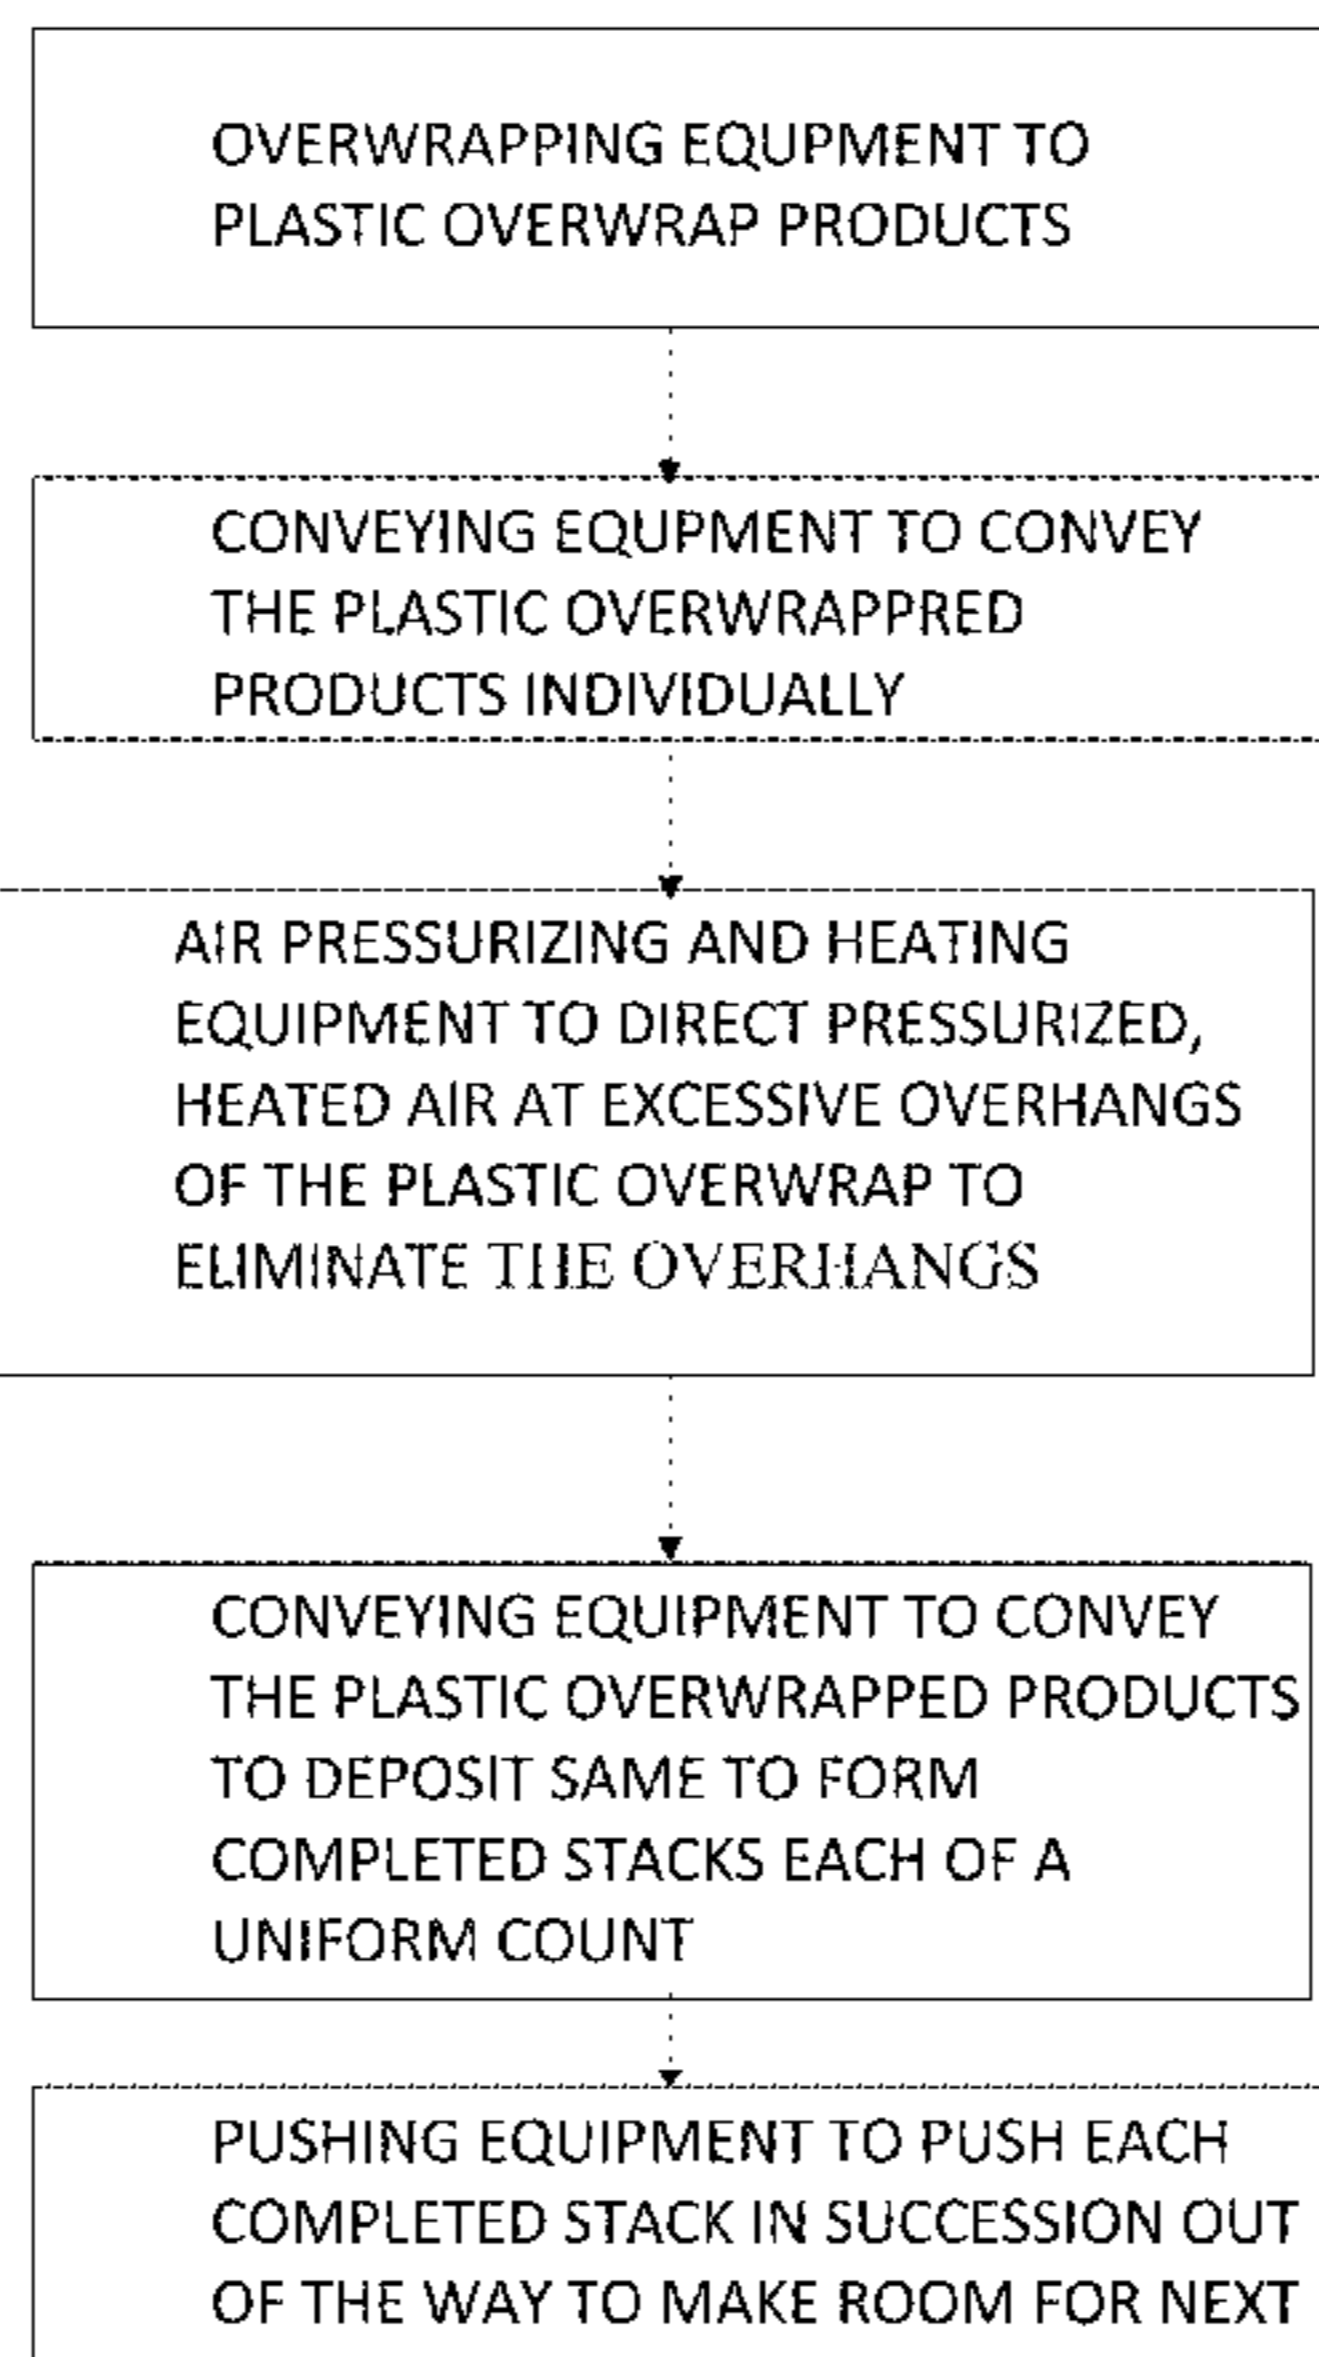 OVERWRAPPING EQUPMENT TO
PLASTIC OVERWRAP PRODUCTS
CONVEYING EQUPMENT TO CONVEY
THE PLASTIC OVERWRAPPRED
PRODUCTS INDIVIDUALLY
AIR PRESSURIZING AND HEATING
EQUIPMENT TO DIRECT PRESSURIZED,
HEATED AIR AT EXCESSIVE OVERHANGS
OF THE PLASTIC OVERWRAP TO
ELIMINATE THE OVERHANGS
CONVEYING EQUIPMENT TO CONVEY
THE PLASTIC OVERWRAPPED PRODUCTS
TO DEPOSIT SAME TO FORM
COMPLETED STACKS EACH OF A
UNIFORM COUNT
PUSHING EQUIPMENT TO PUSH EACH
COMPLETED STACK IN SUCCESSION OUT
OF THE WAY TO MAKE ROOM FOR NEXT